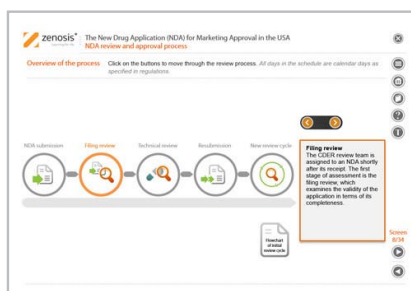 zenosis
The New Drug Application (NDA) for Marketing Approval in the USA
NDA review and approval process
Overview of the process
Click on the buttons to move through the review process. All days in the schedule are calendar days as
specified in regulations.
NDA submission
Filing review
Technical review
Resubmission
New review cycle
Filing review
The CDER review team is
assigned to an NDA shortly
after its receipt. The first
stage of assessment is the
filing review, which
examines the validity of the
application in terms of its
completeness.
Flowchart
of initial
review cycle
Screen
8/34